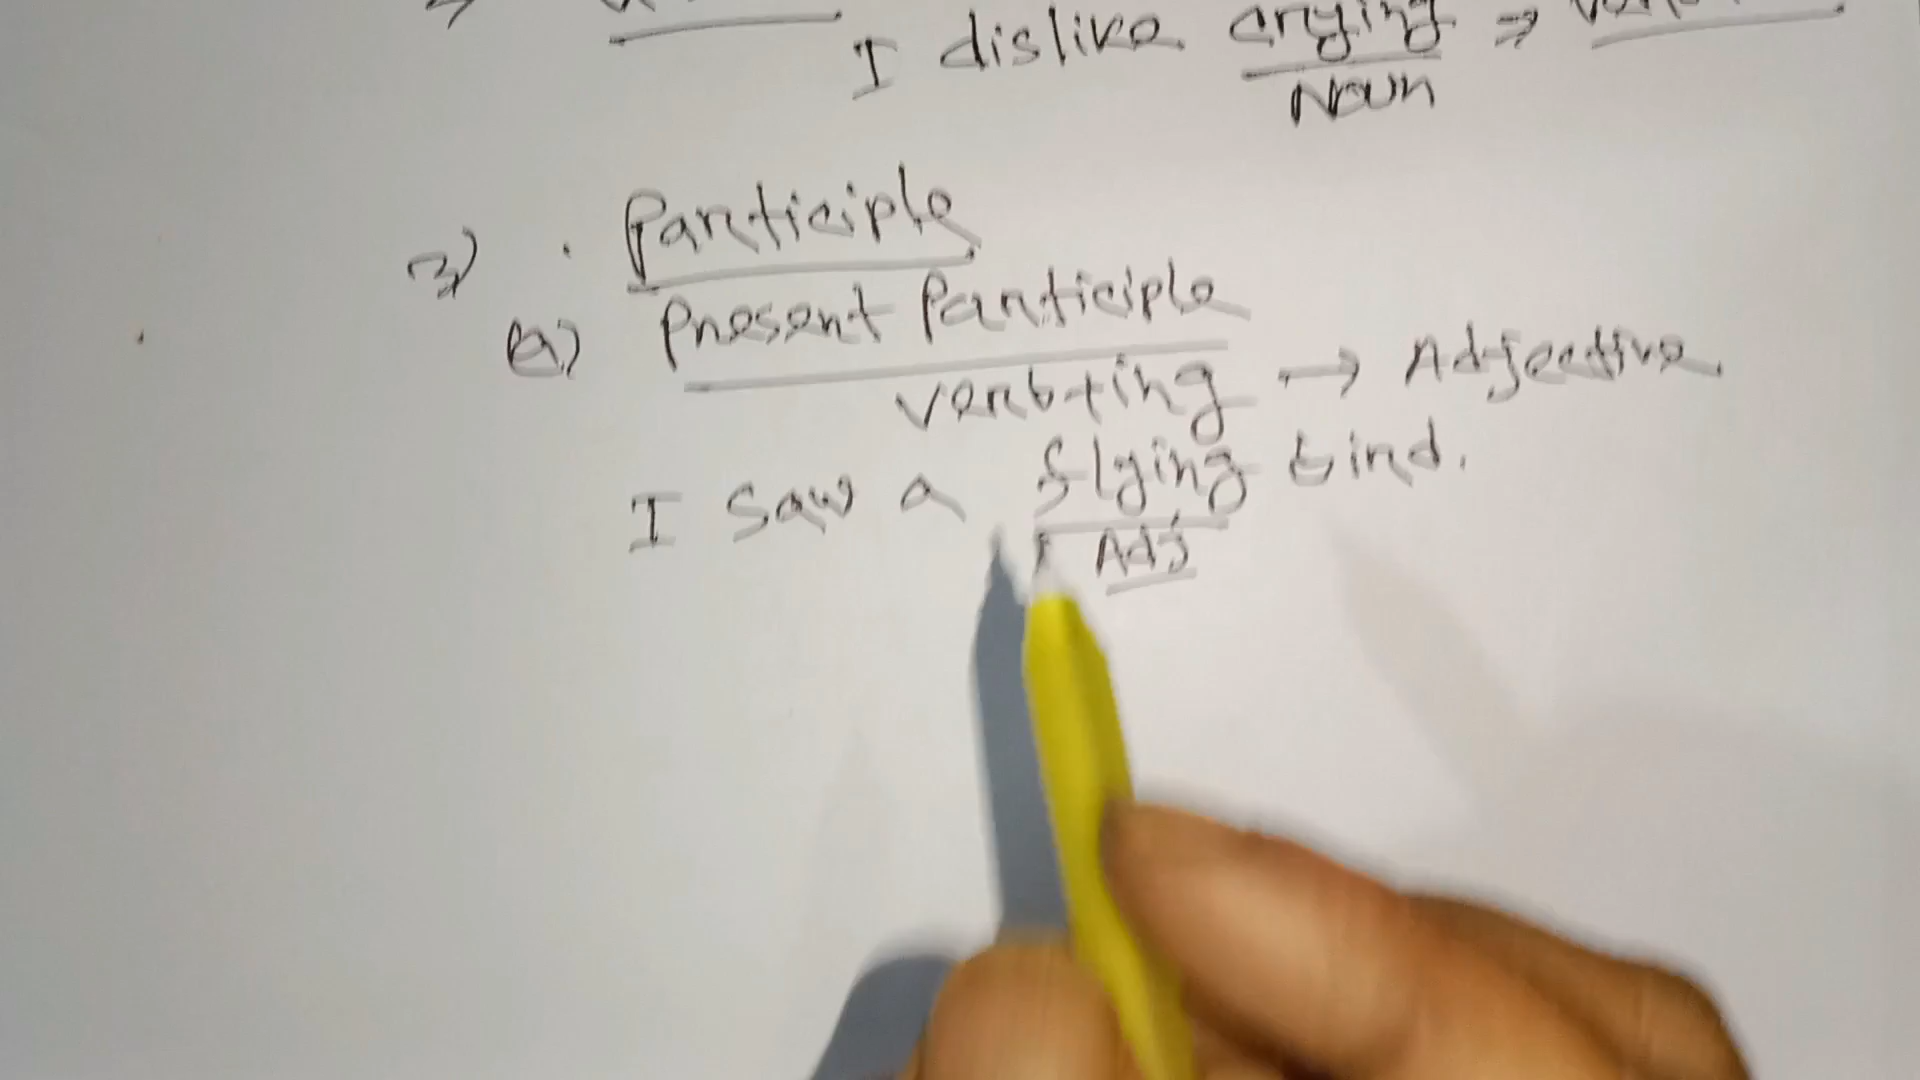 I dislike crying ⇒
Noun
3) . Participle
a) Present Participle
verb+ing → Adjective.
I saw a flying bird.
Adj